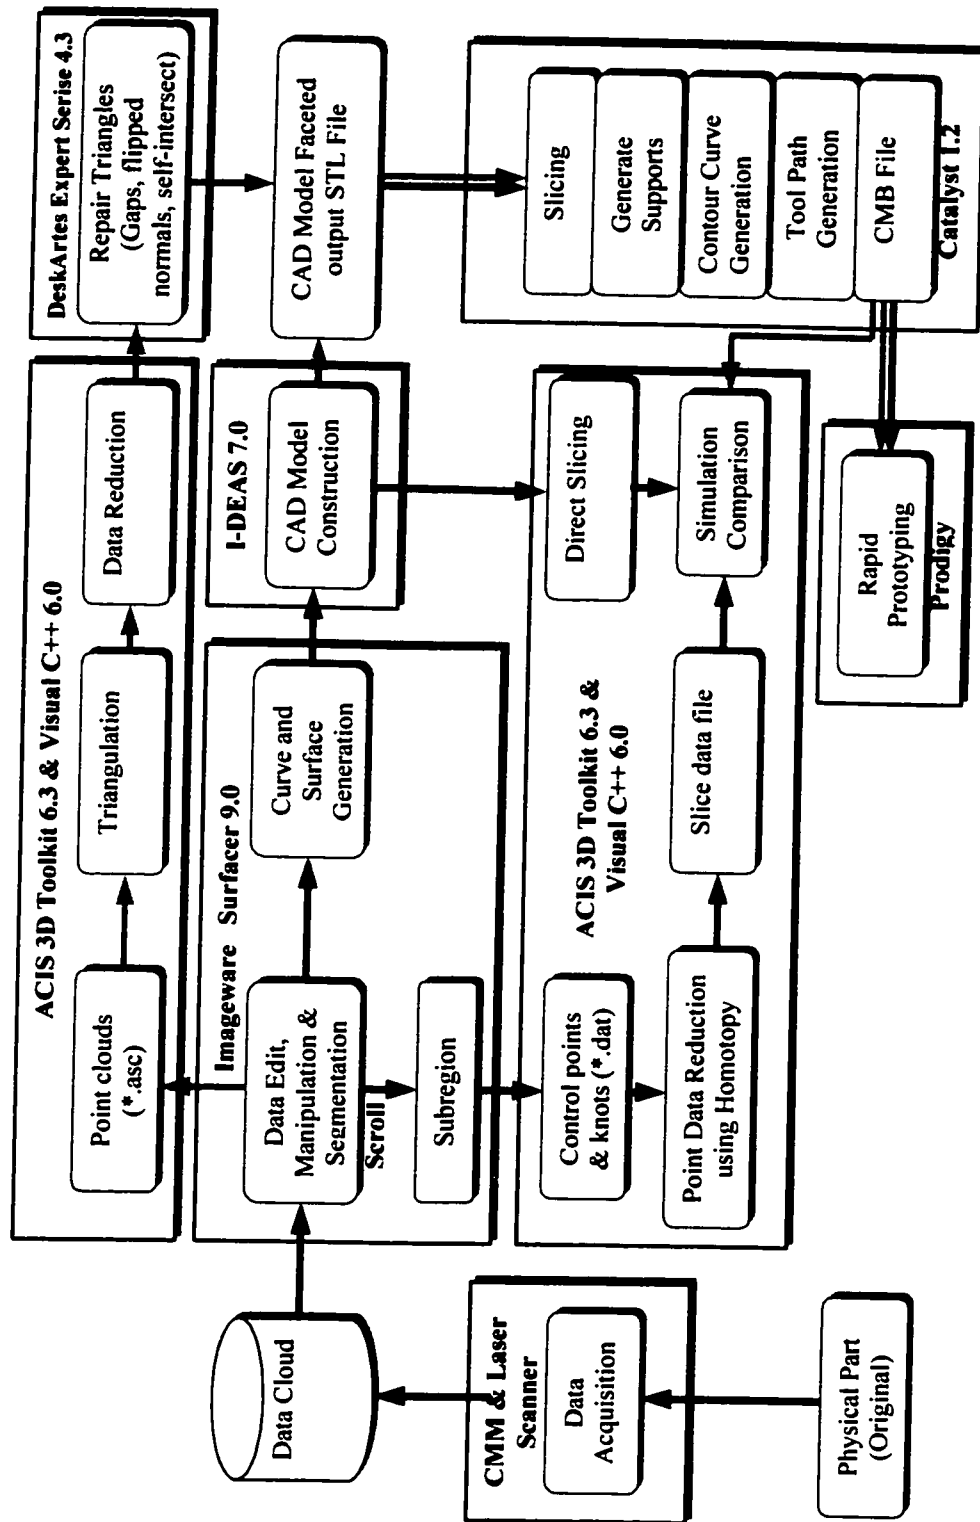 ACIS 3D Toolkit 6.3 & Visual C++ 6.0
Point clouds
(*.asc)
Triangulation
Data Reduction
DeskArtes Expert Serise 4.3
Repair Triangles
(Gaps, flipped
normals, self-intersect)
Data Cloud
Imageware Surfacer 9.0
Data Edit,
Manipulation &
Segmentation
Scroll
Subregion
Curve and
Surface
Generation
I-DEAS 7.0
CAD Model
Construction
CAD Model Faceted
output STL File
CMM & Laser
Scanner
Data
Acquisition
Physical Part
(Original)
Control points
& knots (*.dat)
Point Data Reduction
using Homotopy
ACIS 3D Toolkit 6.3 &
Visual C++ 6.0
Slice data file
Direct Slicing
Simulation
Comparison
Slicing
Generate
Supports
Contour Curve
Generation
Tool Path
Generation
CMB File
Catalyst 1.2
Rapid
Prototyping
Prodigy